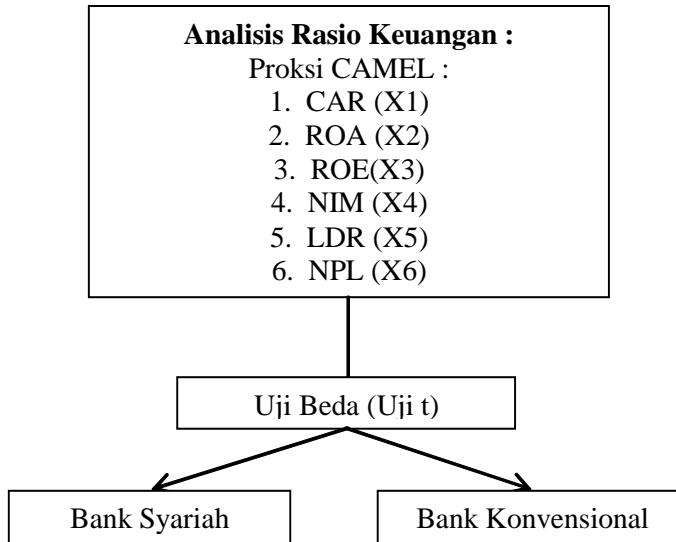 Analisis Rasio Keuangan :
Proksi CAMEL :
1. CAR (X1)
2. ROA (X2)
3. ROE(X3)
4. NIM (X4)
5. LDR (X5)
6. NPL (X6)
Uji Beda (Uji t)
Bank Syariah
Bank Konvensional